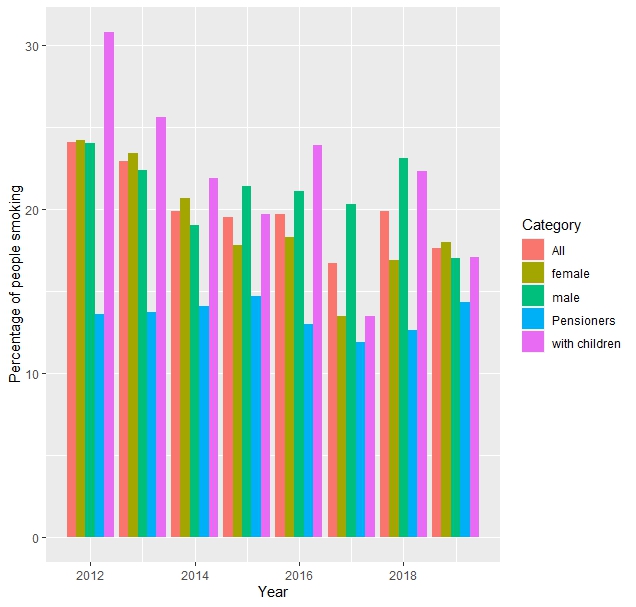 Percentage of people smoking
30
20
10
0
2012 2014 2016 2018
Year
Category
All
female
male
Pensioners
with children